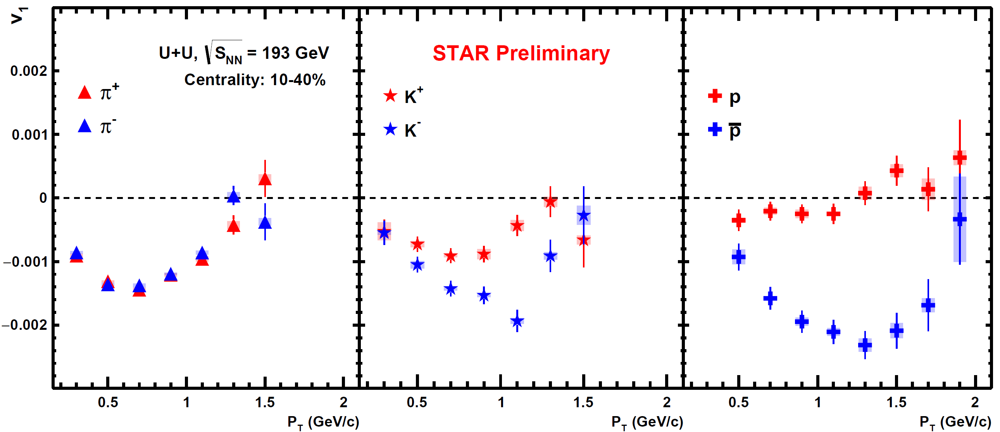 v1
U+U, √SNN = 193 GeV
Centrality: 10-40%
STAR Preliminary
π+
π-
K+
K-
p
p̅
0.002
0.001
0
−0.001
−0.002
0.5 1 1.5 2
0.5 1 1.5 2
0.5 1 1.5 2
PT (GeV/c)
PT (GeV/c)
PT (GeV/c)